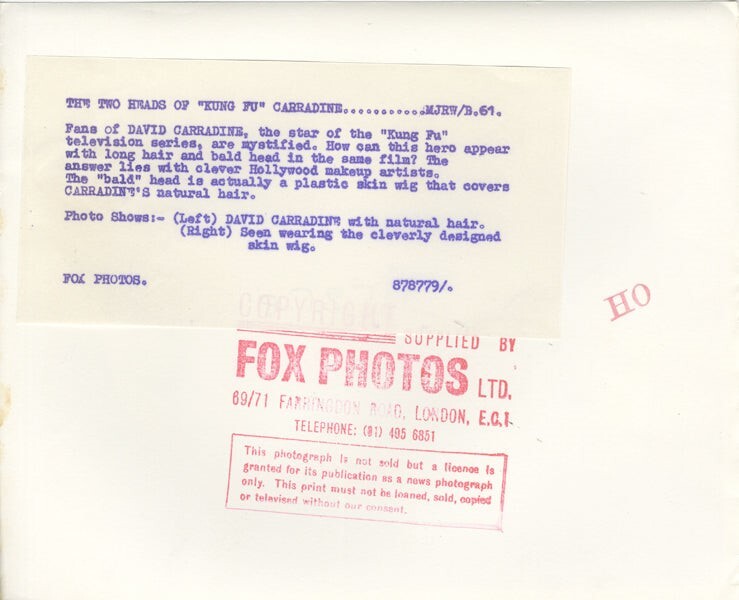 THE TWO HEADS OF "KUNG FU" CARRADINE...........MJRW/B.61.
Fans of DAVID CARRADINE, the star of the "Kung Fu"
television series, are mystified. How can this hero appear
with long hair and bald head in the same film? The
answer lies with clever Hollywood makeup artists.
The "bald" head is actually a plastic skin wig that covers
CARRADINE'S natural hair.
Photo Shows:- (Left) DAVID CARRADINE with natural hair.
(Right) Seen wearing the cleverly designed
skin wig.
FOX PHOTOS. 878779/.
HO
COPYRIGHT
SUPPLIED BY
FOX PHOTOS LTD.
69/71 FARRINGDON ROAD, LONDON, E.C.1.
TELEPHONE: (01) 405 6851
This photograph is not sold but a licence is
granted for its publication as a news photograph
only. This print must not be loaned, sold, copied
or televised without our consent.